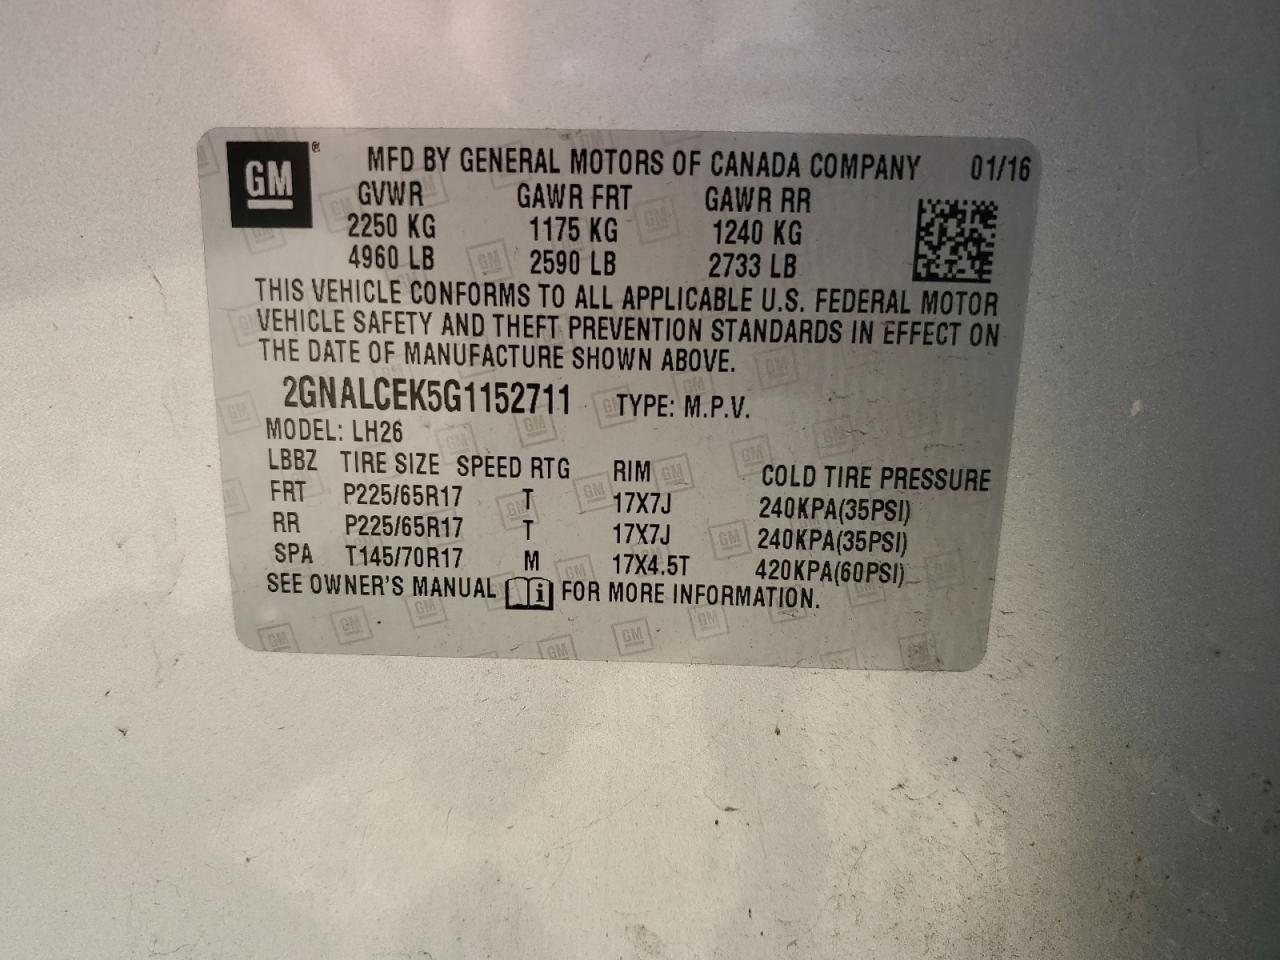 GM ® MFD BY GENERAL MOTORS OF CANADA COMPANY 01/16
GVWR GAWR FRT GAWR RR
2250 KG 1175 KG 1240 KG
4960 LB 2590 LB 2733 LB
THIS VEHICLE CONFORMS TO ALL APPLICABLE U.S. FEDERAL MOTOR
VEHICLE SAFETY AND THEFT PREVENTION STANDARDS IN EFFECT ON
THE DATE OF MANUFACTURE SHOWN ABOVE.
2GNALCEK5G1152711 TYPE: M.P.V.
MODEL: LH26
LBBZ TIRE SIZE SPEED RTG RIM COLD TIRE PRESSURE
FRT P225/65R17 T 17X7J 240KPA(35PSI)
RR P225/65R17 T 17X7J 240KPA(35PSI)
SPA T145/70R17 M 17X4.5T 420KPA(60PSI)
SEE OWNER'S MANUAL i FOR MORE INFORMATION.